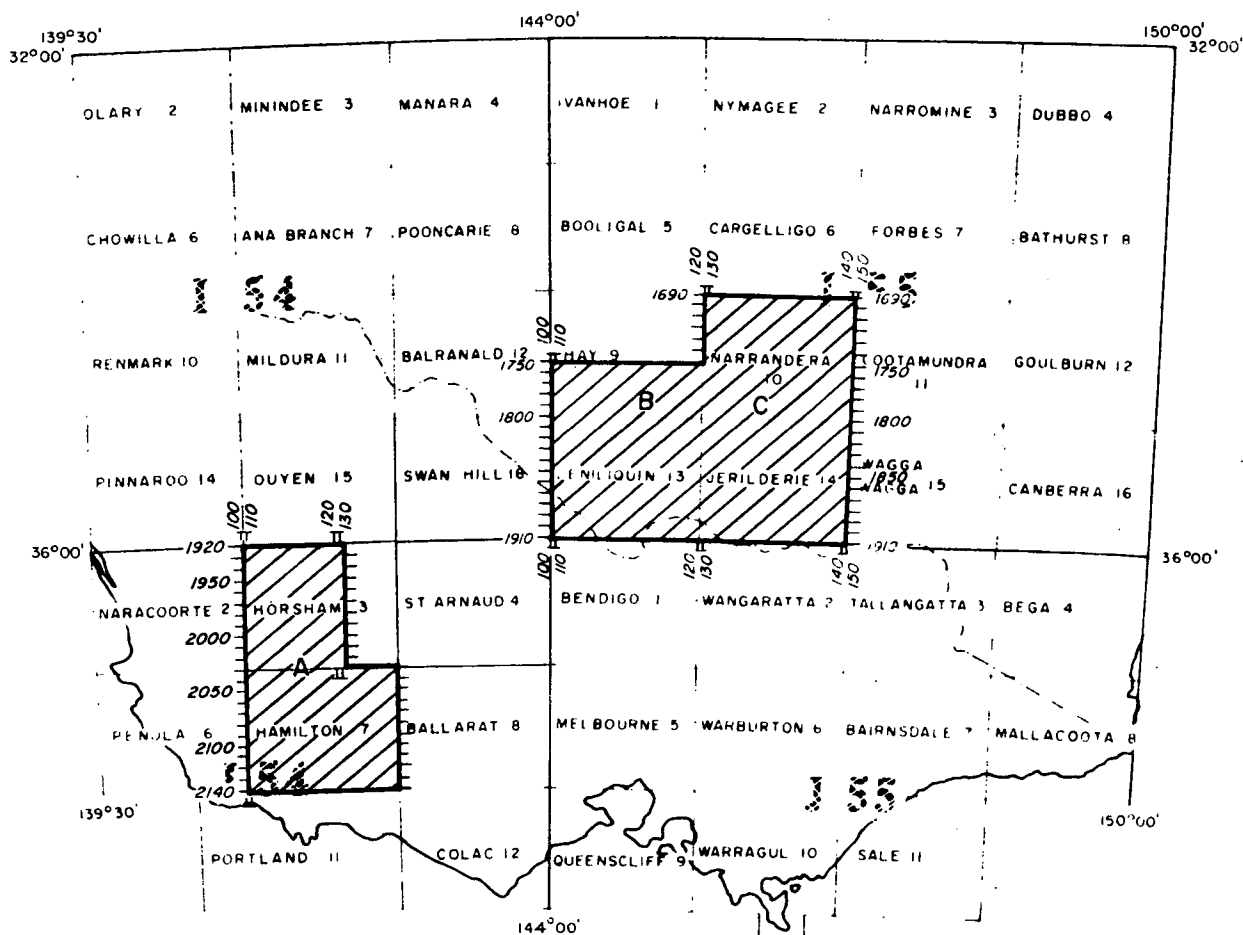 139°30' 144°00' 150°00'
32°00' 32°00'
OLARY 2 MININDEE 3 MANARA 4 IVANHOE 1 NYMAGEE 2 NARROMINE 3 DUBBO 4
CHOWILLA 6 ANA BRANCH 7 POONCARIE 8 BOOLIGAL 5 CARGELLIGO 6 FORBES 7 BATHURST 8
120 130 140 150
1690 1690
100 110
RENMARK 10 MILDURA 11 BALRANALD 12 HAY 9 NARRANDERA 10 COOTAMUNDRA 11 GOULBURN 12
1750 1750
B C
1800 1800
PINNAROO 14 OUYEN 15 SWAN HILL 16 DENILIQUIN 13 JERILDERIE 14 WAGGA WAGGA 15 CANBERRA 16
1850
100 110 120 130
1910 1910
36°00' 1920 36°00'
100 110 120 130 140 150
1950
NARACOORTE 2 HORSHAM 3 ST ARNAUD 4 BENDIGO 1 WANGARATTA 2 TALLANGATTA 3 BEGA 4
2000
A
2050
PENOLA 6 HAMILTON 7 BALLARAT 8 MELBOURNE 5 WARBURTON 6 BAIRNSDALE 7 MALLACOOTA 8
2100
2140
J 55
139°30' 150°00'
PORTLAND 11 COLAC 12 QUEENSCLIFF 9 WARRAGUL 10 SALE 11
144°00'